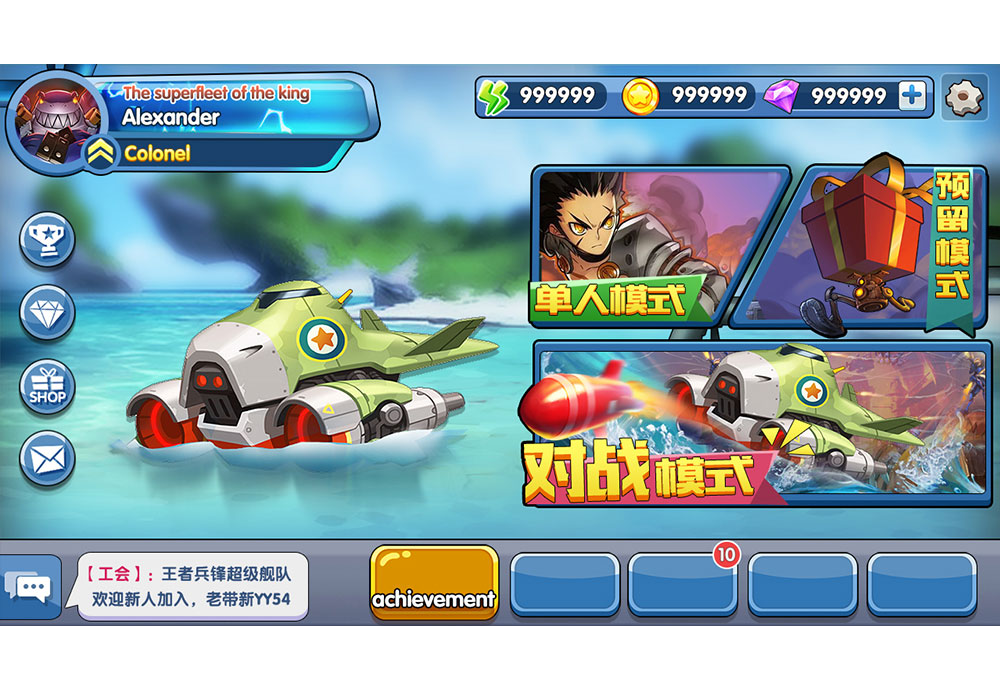 The superfleet of the king
Alexander
Colonel
999999
999999
999999
单人模式
预留模式
SHOP
对战模式
【工会】：王者兵锋超级舰队
欢迎新人加入，老带新YY54
achievement
10